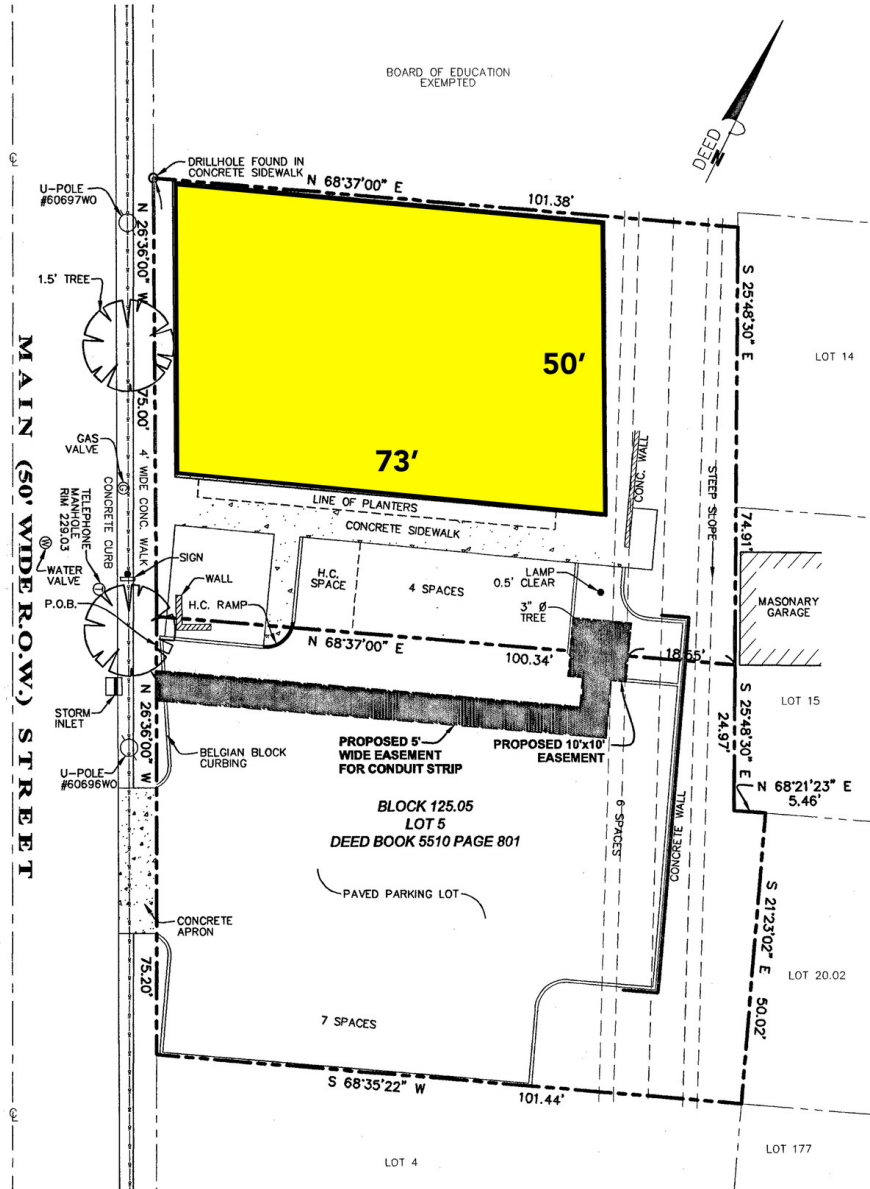 BOARD OF EDUCATION
EXEMPTED
DEED
N
DRILLHOLE FOUND IN
CONCRETE SIDEWALK
N 68°37'00" E
101.38'
U-POLE
#60697WO
N 26°36'00" W
75.00'
1.5' TREE
S 25°48'30" E
74.91'
LOT 14
50'
73'
MAIN (50' WIDE R.O.W.) STREET
GAS
VALVE
G
4' WIDE CONC. WALK
CONCRETE CURB
TELEPHONE
MANHOLE
RIM 229.03
W
WATER
VALVE
T
SIGN
P.O.B.
LINE OF PLANTERS
CONCRETE SIDEWALK
CONC. WALL
STEEP SLOPE
WALL
H.C. RAMP
H.C.
SPACE
4 SPACES
LAMP
0.5' CLEAR
3" Ø
TREE
MASONARY
GARAGE
N 68°37'00" E
100.34'
18.55'
STORM
INLET
N 26°36'00" W
75.20'
U-POLE
#60696WO
BELGIAN BLOCK
CURBING
PROPOSED 5'
WIDE EASEMENT
FOR CONDUIT STRIP
PROPOSED 10'x10'
EASEMENT
S 25°48'30" E
24.97'
LOT 15
N 68°21'23" E
5.46'
BLOCK 125.05
LOT 5
DEED BOOK 5510 PAGE 801
6 SPACES
CONCRETE WALL
PAVED PARKING LOT
CONCRETE
APRON
S 21°23'02" E 50.02'
LOT 20.02
7 SPACES
S 68°35'22" W
101.44'
LOT 4
LOT 177